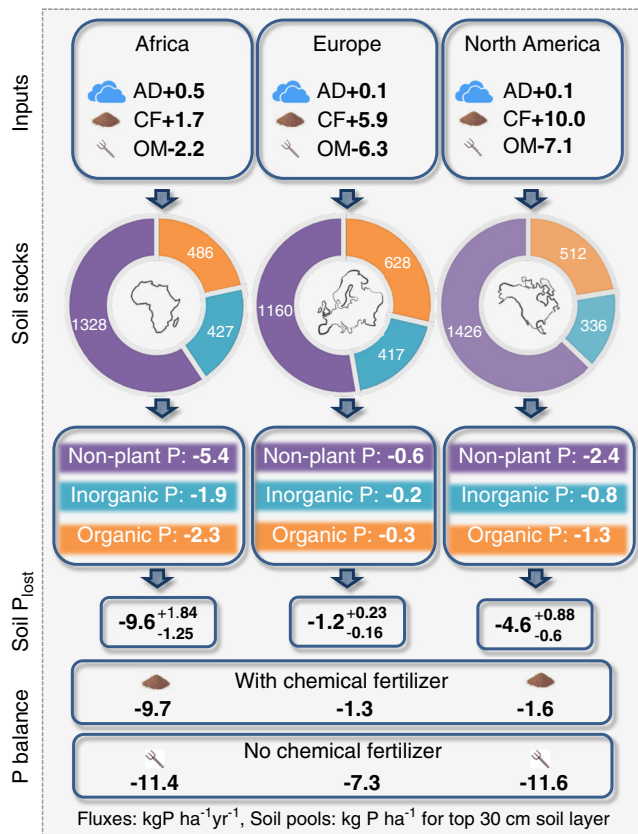 Inputs
Africa
AD+0.5
CF+1.7
OM-2.2
Europe
AD+0.1
CF+5.9
OM-6.3
North America
AD+0.1
CF+10.0
OM-7.1
Soil stocks
486
427
1328
628
417
1160
512
336
1426
Soil P_lost
Non-plant P: -5.4
Inorganic P: -1.9
Organic P: -2.3
Non-plant P: -0.6
Inorganic P: -0.2
Organic P: -0.3
Non-plant P: -2.4
Inorganic P: -0.8
Organic P: -1.3
-9.6 +1.84 -1.25
-1.2 +0.23 -0.16
-4.6 +0.88 -0.6
P balance
With chemical fertilizer
-9.7 -1.3 -1.6
No chemical fertilizer
-11.4 -7.3 -11.6
Fluxes: kgP ha⁻¹yr⁻¹, Soil pools: kg P ha⁻¹ for top 30 cm soil layer